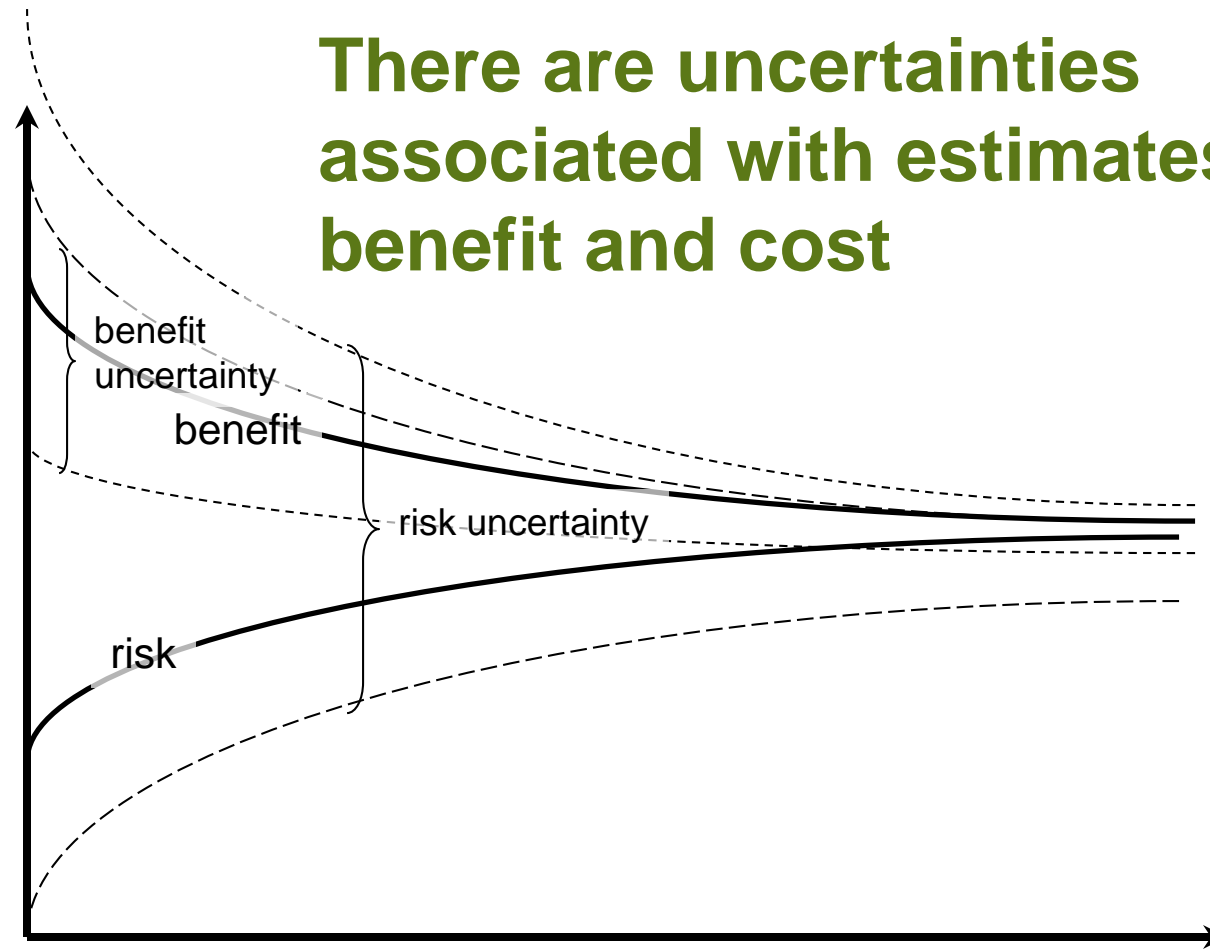 There are uncertainties
associated with estimates
benefit and cost
benefit
uncertainty
benefit
risk uncertainty
risk